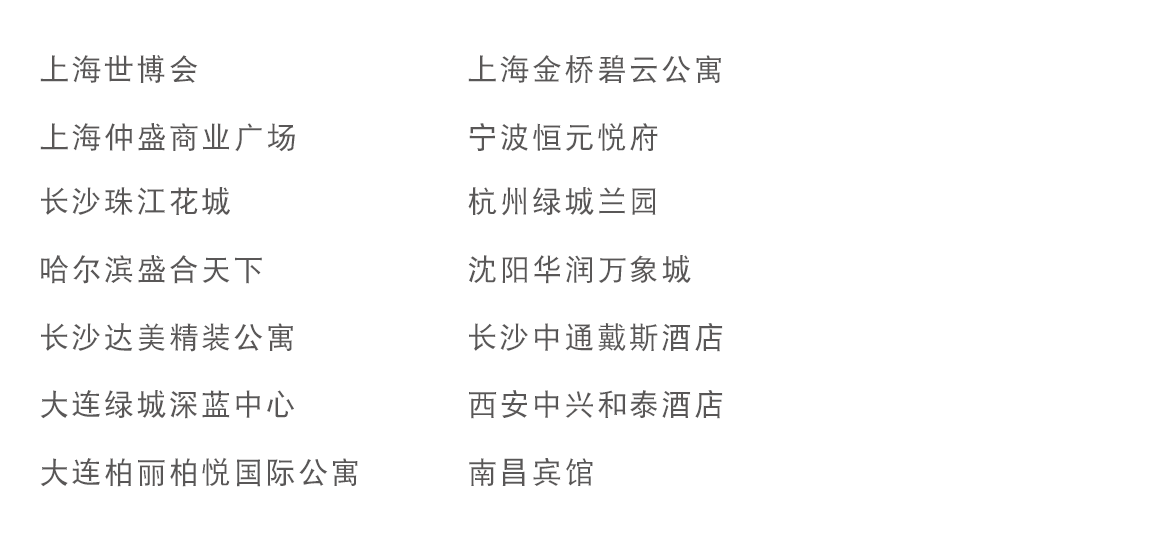 上海世博会
上海金桥碧云公寓
上海仲盛商业广场
宁波恒元悦府
长沙珠江花城
杭州绿城兰园
哈尔滨盛合天下
沈阳华润万象城
长沙达美精装公寓
长沙中通戴斯酒店
大连绿城深蓝中心
西安中兴和泰酒店
大连柏丽柏悦国际公寓
南昌宾馆